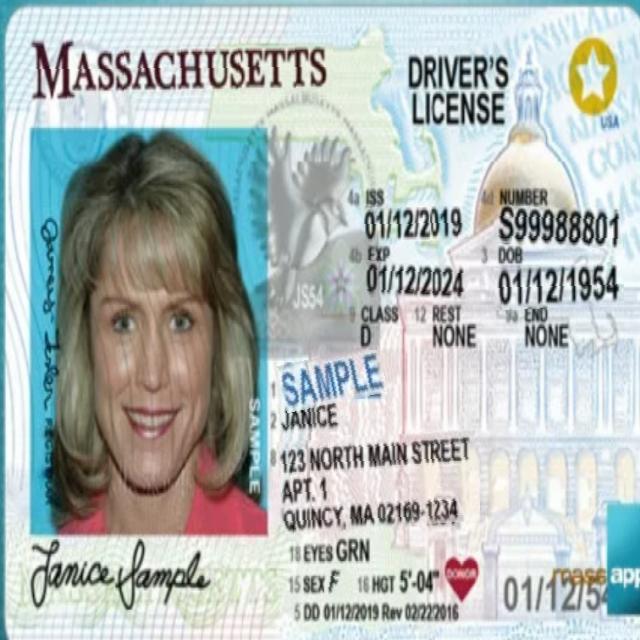 MASSACHUSETTS
DRIVER'S
LICENSE
USA
4a ISS
01/12/2019
4d NUMBER
S99988801
4b EXP
01/12/2024
3 DOB
01/12/1954
9 CLASS
D
12 REST
NONE
9a END
NONE
JS54
SAMPLE
1 SAMPLE
2 JANICE
8 123 NORTH MAIN STREET
APT. 1
QUINCY, MA 02169-1234
18 EYES GRN
15 SEX F 16 HGT 5'-04"
DONOR
5 DD 01/12/2019 Rev 02/22/2016
Janice Sample
01/12/54
mass
app